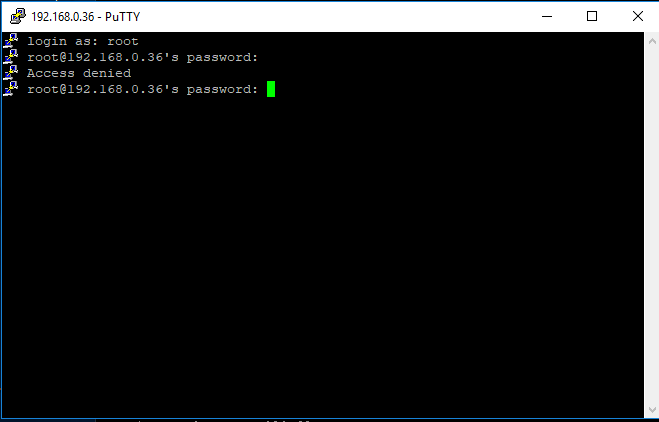 192.168.0.36 - PuTTY
login as: root
root@192.168.0.36's password:
Access denied
root@192.168.0.36's password: